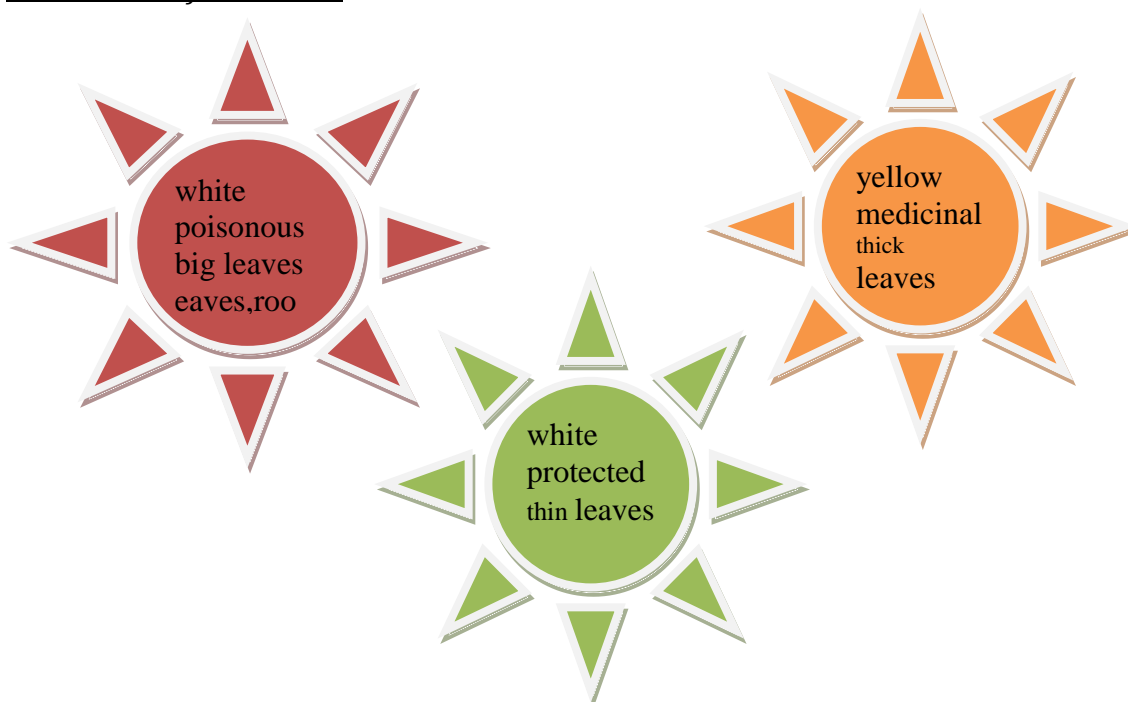 white
poisonous
big leaves
eaves,roo
yellow
medicinal
thick
leaves
white
protected
thin leaves